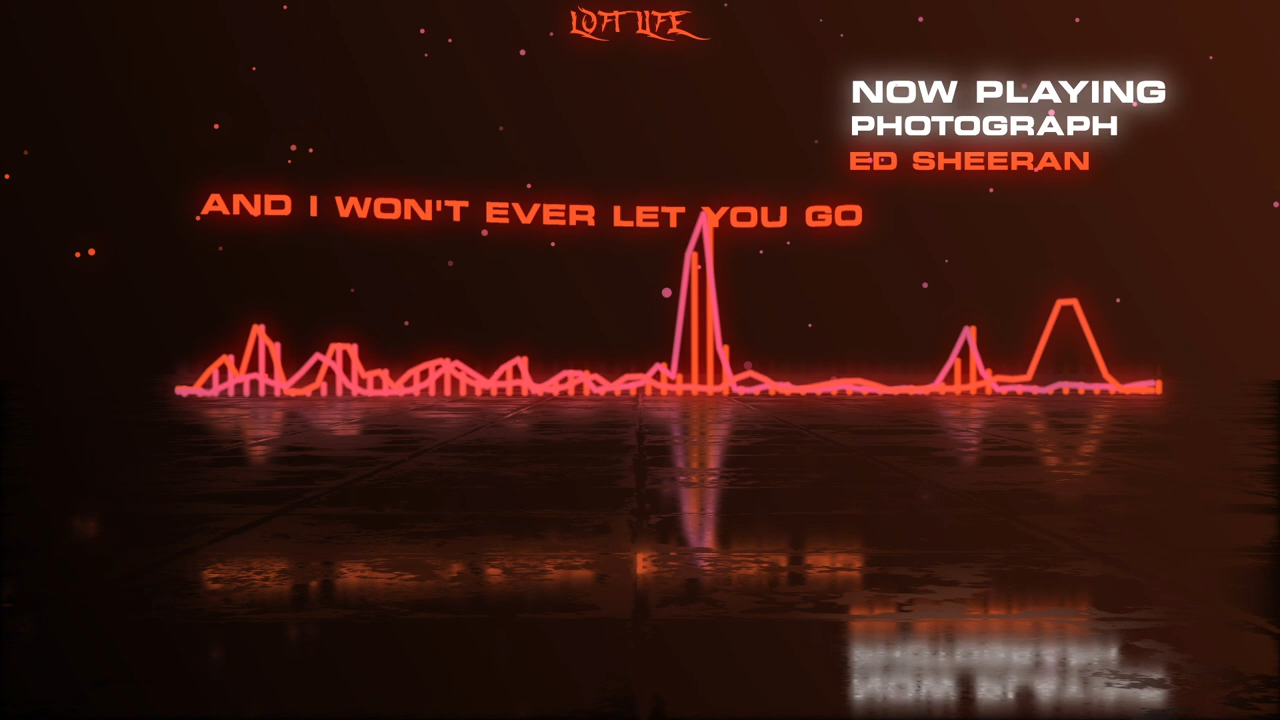 LOFI LIFE
NOW PLAYING
PHOTOGRAPH
ED SHEERAN
AND I WON'T EVER LET YOU GO